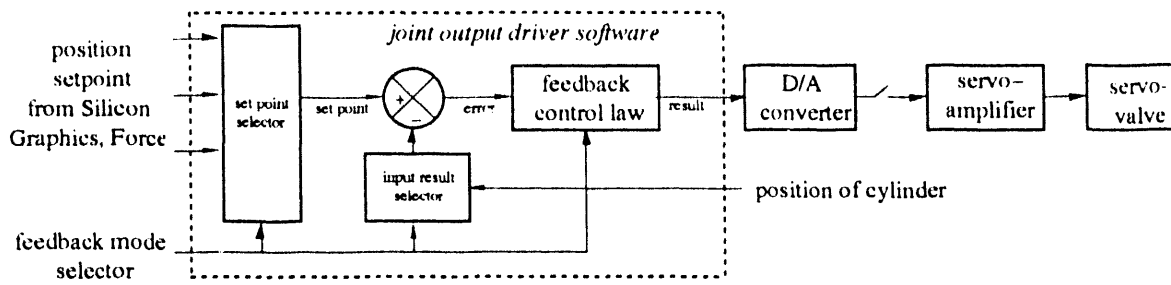 joint output driver software
position
setpoint
from Silicon
Graphics, Force
set point
selector
set point
+
−
error
feedback
control law
result
D/A
converter
servo−
amplifier
servo-
valve
input result
selector
position of cylinder
feedback mode
selector